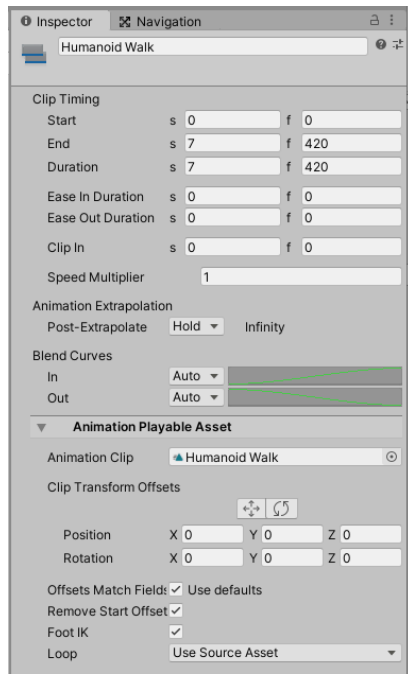 Inspector Navigation
Humanoid Walk
Clip Timing
Start s 0 f 0
End s 7 f 420
Duration s 7 f 420
Ease In Duration s 0 f 0
Ease Out Duration s 0 f 0
Clip In s 0 f 0
Speed Multiplier 1
Animation Extrapolation
Post-Extrapolate Hold Infinity
Blend Curves
In Auto
Out Auto
Animation Playable Asset
Animation Clip Humanoid Walk
Clip Transform Offsets
Position X 0 Y 0 Z 0
Rotation X 0 Y 0 Z 0
Offsets Match Fields Use defaults
Remove Start Offset
Foot IK
Loop Use Source Asset